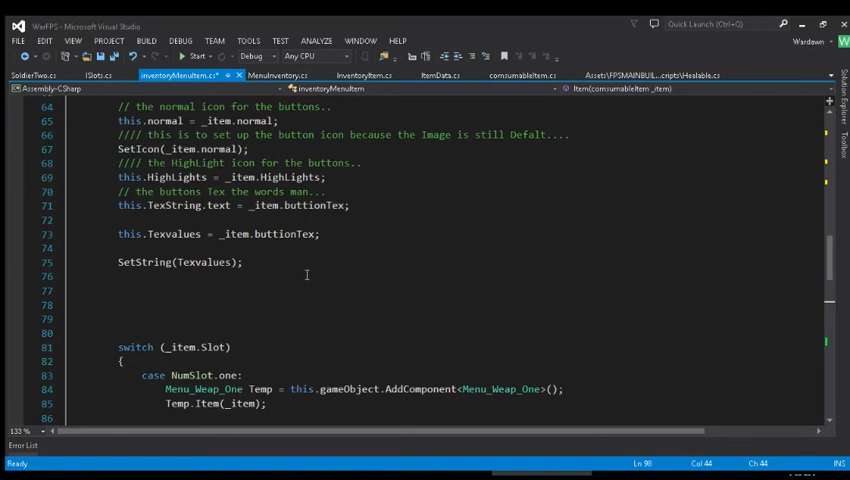 WerFPS - Microsoft Visual Studio
Quick Launch (Ctrl+Q)
FILE EDIT VIEW PROJECT BUILD DEBUG TEAM TOOLS TEST ANALYZE WINDOW HELP
Wardawn W
Start Debug Any CPU
SoldierTwo.cs ISlots.cs inventoryMenuItem.cs* MenuInventory.cs InventoryItem.cs ItemData.cs comsumableItem.cs Assets\FPSMAINBUIL...cripts\Healable.cs
Assembly-CSharp inventoryMenuItem Item(comsumableItem _item)
64 // the normal icon for the buttons..
65 this.normal = _item.normal;
66 //// this is to set up the button icon because the Image is still Defalt....
67 SetIcon(_item.normal);
68 //// the HighLight icon for the buttons..
69 this.HighLights = _item.HighLights;
70 // the buttons Tex the words man...
71 this.TexString.text = _item.buttionTex;
72
73 this.Texvalues = _item.buttionTex;
74
75 SetString(Texvalues);
76
77
78
79
80
81 switch (_item.Slot)
82 {
83 case NumSlot.one:
84 Menu_Weap_One Temp = this.gameObject.AddComponent<Menu_Weap_One>();
85 Temp.Item(_item);
86
133 %
Error List
Ready Ln 98 Col 44 Ch 44 INS
Solution Explorer
Toolbox